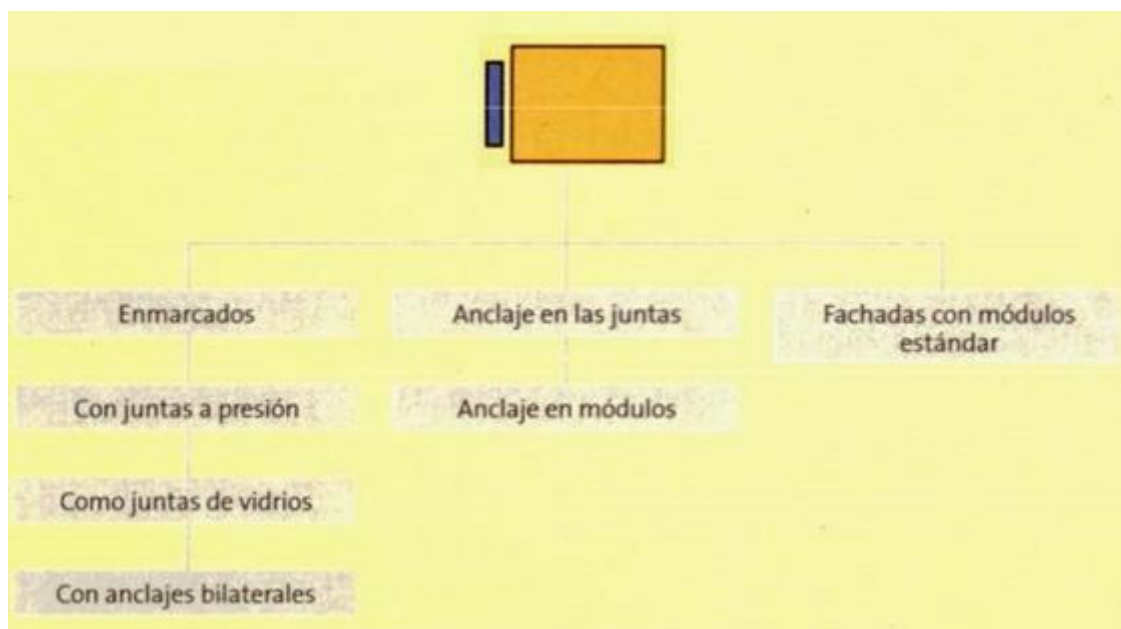 Enmarcados
Anclaje en las juntas
Fachadas con módulos
estándar
Con juntas a presión
Anclaje en módulos
Como juntas de vidrios
Con anclajes bilaterales